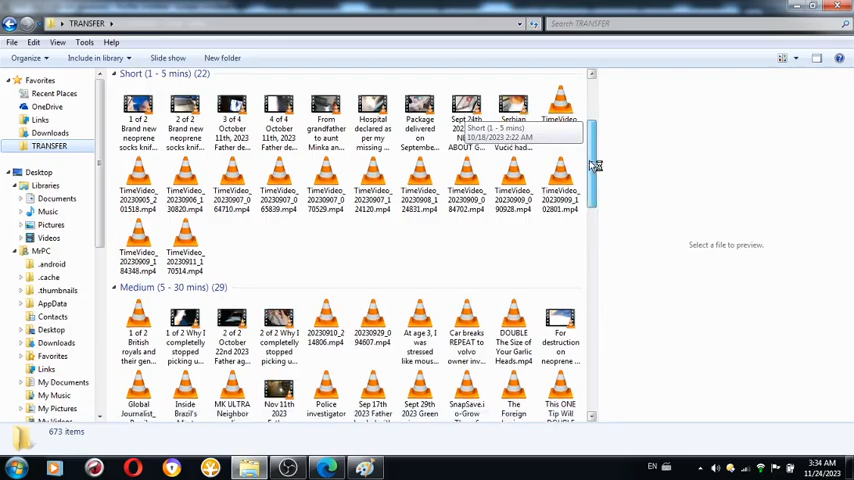 TRANSFER
Search TRANSFER
File Edit View Tools Help
Organize Include in library Slide show New folder
Favorites
Recent Places
OneDrive
Links
Downloads
TRANSFER
Desktop
Libraries
Documents
Music
Pictures
Videos
MrPC
.android
.cache
.thumbnails
AppData
Contacts
Desktop
Downloads
Favorites
Links
My Documents
My Music
My Pictures
My Videos
Short (1 - 5 mins) (22)
1 of 2 Brand new neoprene socks knif...
2 of 2 Brand new neoprene socks knif...
3 of 4 October 11th, 2023 Father de...
4 of 4 October 11th, 2023 Father de...
From grandfather to aunt Minka an...
Hospital declared as per my missing ...
Package delivered on Septembe...
Serbian
Vučić had...
ABOUT G...
TimeVideo_
Short (1 - 5 mins)
10/18/2023 2:22 AM
TimeVideo_20230905_201518.mp4
TimeVideo_20230906_130820.mp4
TimeVideo_20230907_064710.mp4
TimeVideo_20230907_065839.mp4
TimeVideo_20230907_070529.mp4
TimeVideo_20230907_124120.mp4
TimeVideo_20230908_124831.mp4
TimeVideo_20230909_084702.mp4
TimeVideo_20230909_090928.mp4
TimeVideo_20230909_102801.mp4
TimeVideo_20230909_184348.mp4
TimeVideo_20230911_170514.mp4
Medium (5 - 30 mins) (29)
1 of 2 British royals and their gen...
1 of 2 Why I completelly stopped picking u...
2 of 2 October 22nd 2023 Father ag...
2 of 2 Why I completelly stopped picking u...
20230910_214806.mp4
20230929_094607.mp4
At age 3, I was stressed like mous...
Car breaks REPEAT to volvo owner inv...
DOUBLE The Size of Your Garlic Heads.mp4
For destruction on neoprene ...
Global Journalist_
Inside Brazil's
MK ULTRA Neighbor
Nov 11th 2023
Police investigator
Sep 17th 2023 Father
Sept 29th 2023 Green
SnapSave.io-Grow
The Foreign
This ONE Tip Will
Select a file to preview.
673 items
EN
3:34 AM
11/24/2023